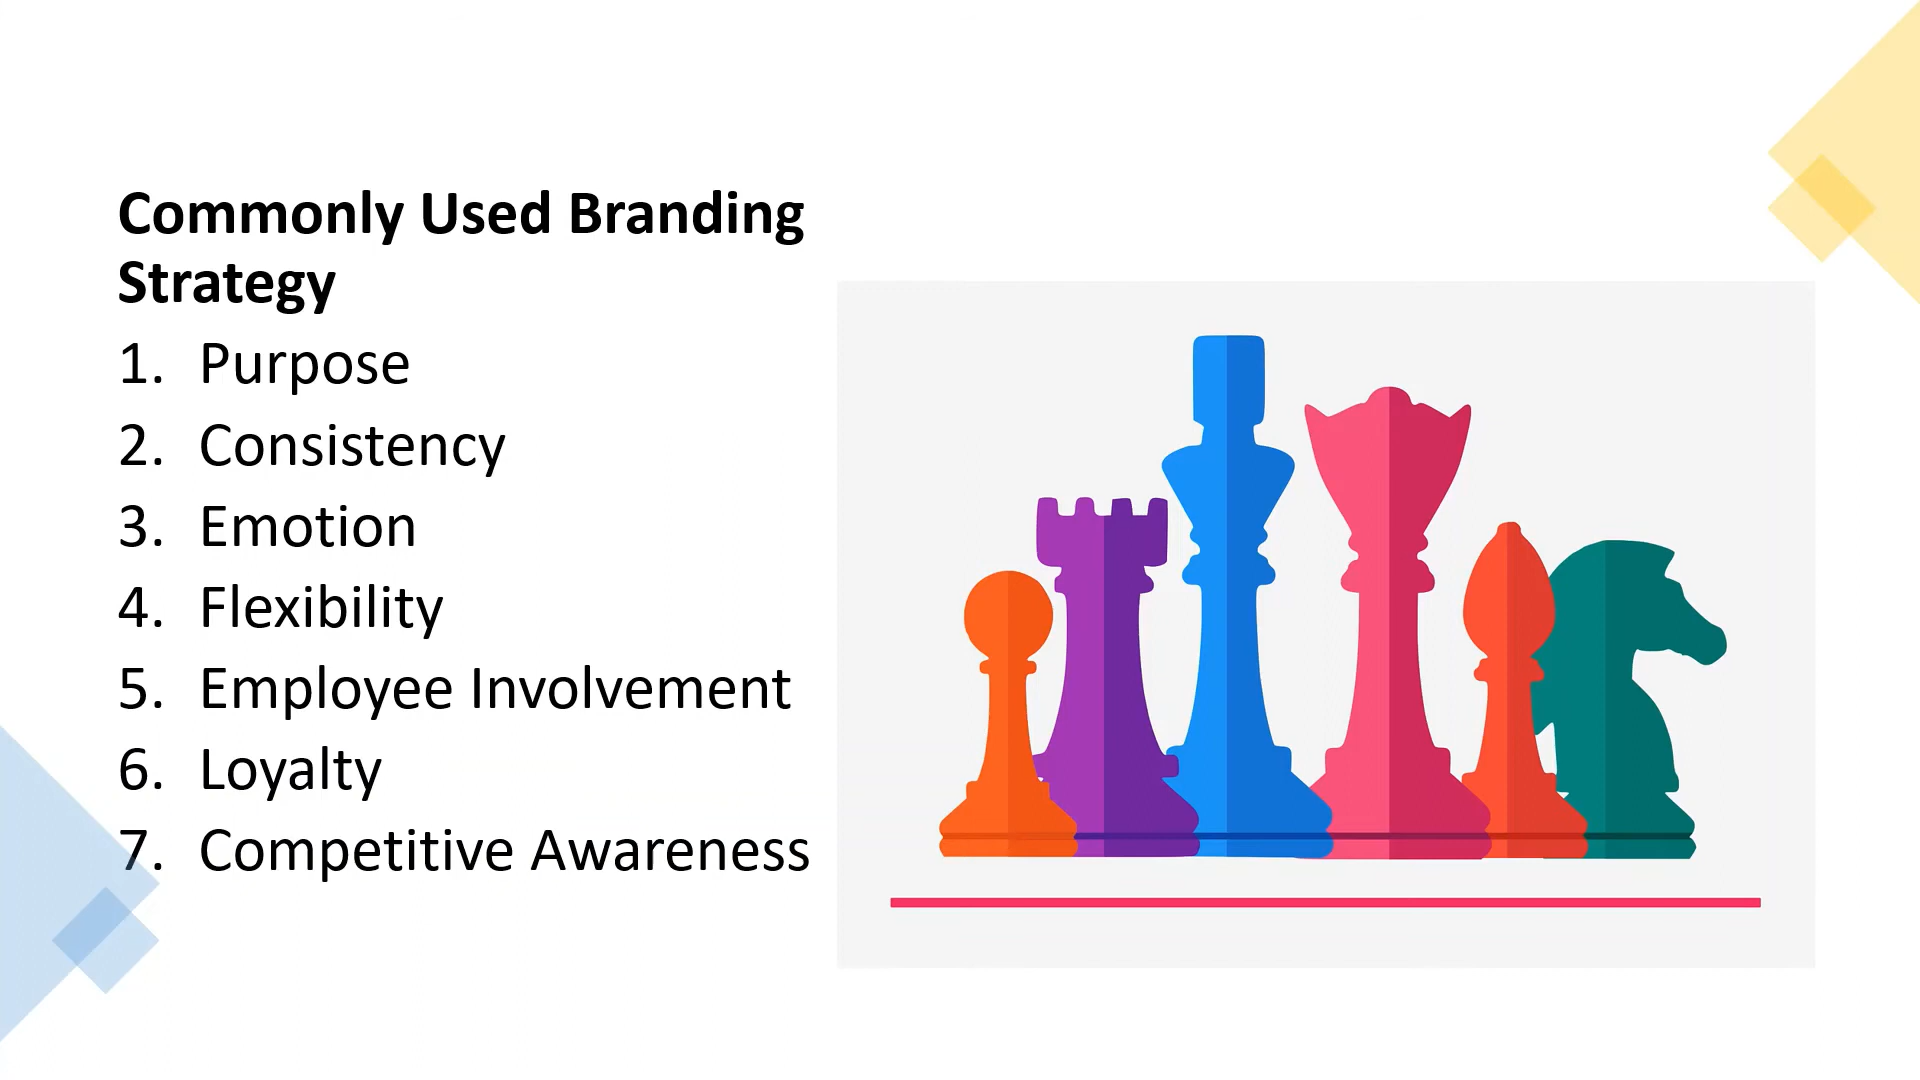 Commonly Used Branding
Strategy
1. Purpose
2. Consistency
3. Emotion
4. Flexibility
5. Employee Involvement
6. Loyalty
7. Competitive Awareness